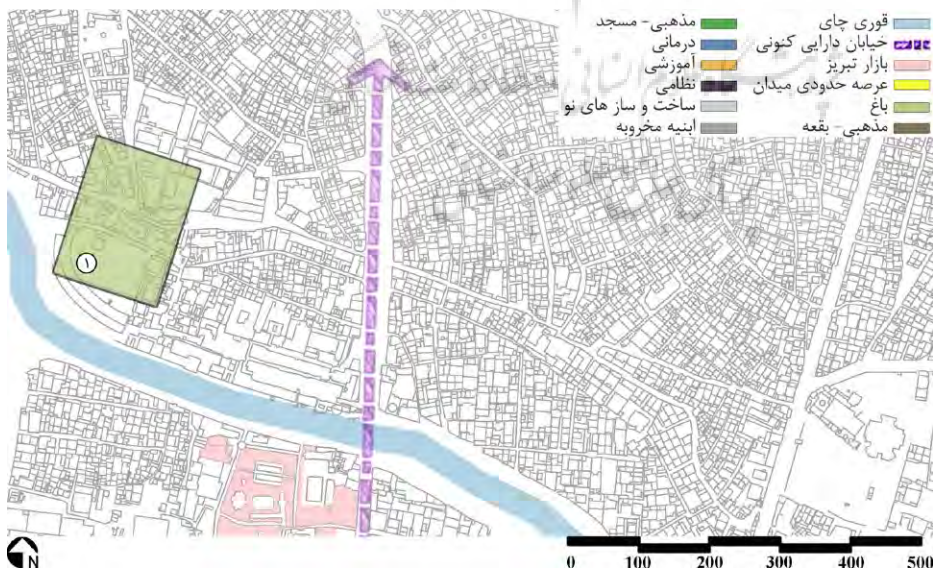 قوری چای
خیابان دارایی کنونی
بازار تبریز
عرصه حدودی میدان
باغ
مذهبی- بقعه
مذهبی- مسجد
درمانی
آموزشی
نظامی
ساخت و ساز های نو
ابنیه مخروبه
۱
N
0 100 200 300 400 500